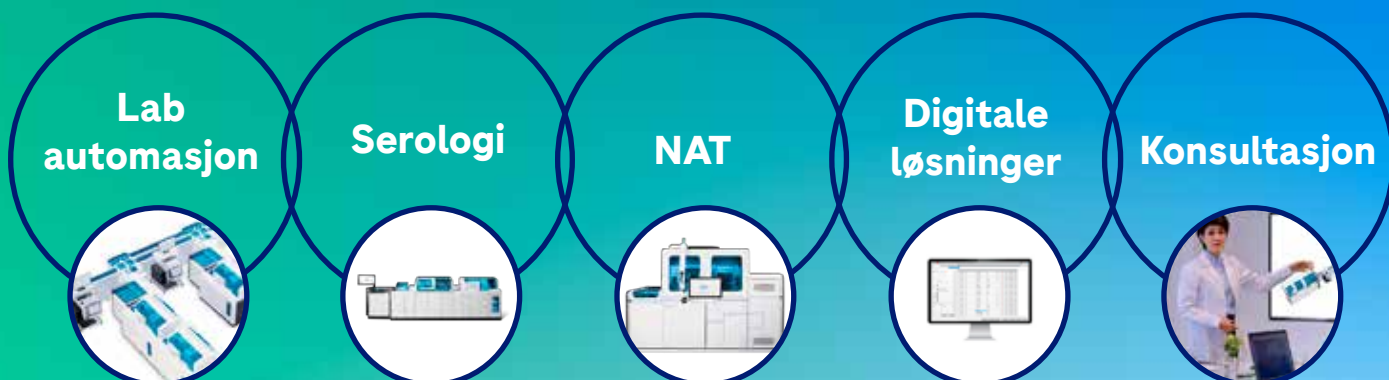 Lab
automasjon
Serologi
NAT
Digitale
løsninger
Konsultasjon